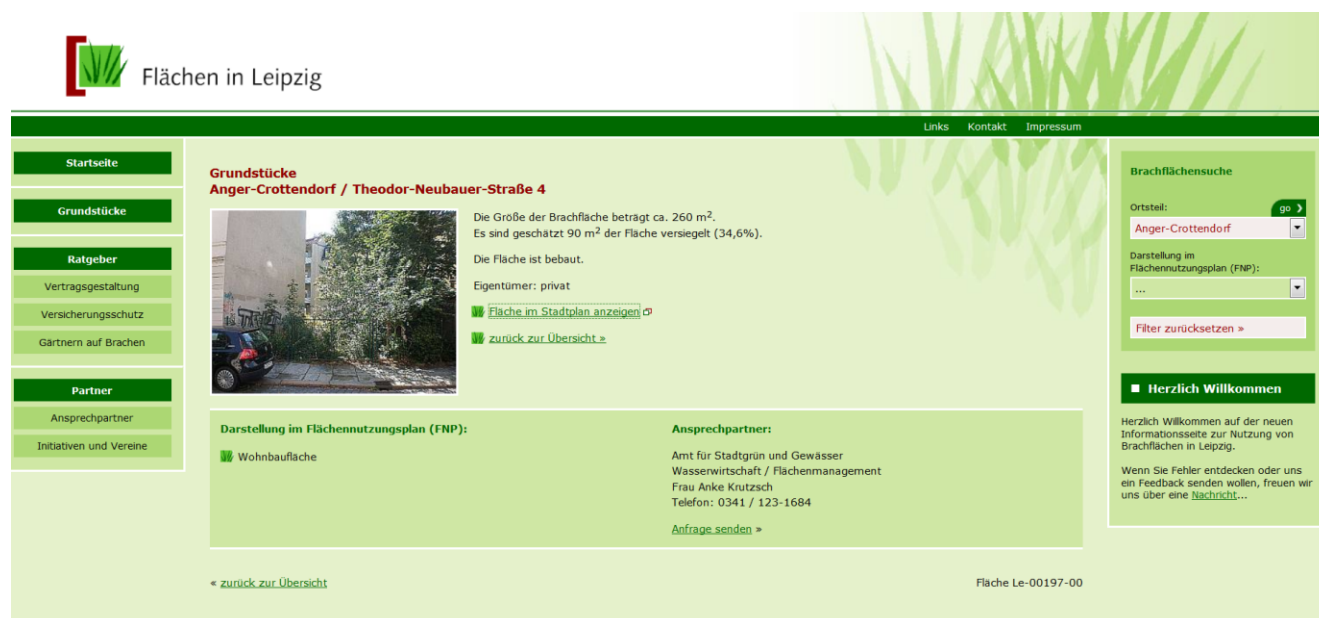 Flächen in Leipzig
Links Kontakt Impressum
Startseite
Grundstücke
Ratgeber
Vertragsgestaltung
Versicherungsschutz
Gärtnern auf Brachen
Partner
Ansprechpartner
Initiativen und Vereine
Grundstücke
Anger-Crottendorf / Theodor-Neubauer-Straße 4
Die Größe der Brachfläche beträgt ca. 260 m².
Es sind geschätzt 90 m² der Fläche versiegelt (34,6%).
Die Fläche ist bebaut.
Eigentümer: privat
Fläche im Stadtplan anzeigen
zurück zur Übersicht »
Darstellung im Flächennutzungsplan (FNP):
Wohnbaufläche
Ansprechpartner:
Amt für Stadtgrün und Gewässer
Wasserwirtschaft / Flächenmanagement
Frau Anke Krutzsch
Telefon: 0341 / 123-1684
Anfrage senden »
« zurück zur Übersicht
Fläche Le-00197-00
Brachflächensuche
Ortsteil:
go ❯
Anger-Crottendorf
Darstellung im
Flächennutzungsplan (FNP):
...
Filter zurücksetzen »
Herzlich Willkommen
Herzlich Willkommen auf der neuen
Informationsseite zur Nutzung von
Brachflächen in Leipzig.
Wenn Sie Fehler entdecken oder uns
ein Feedback senden wollen, freuen wir
uns über eine Nachricht...